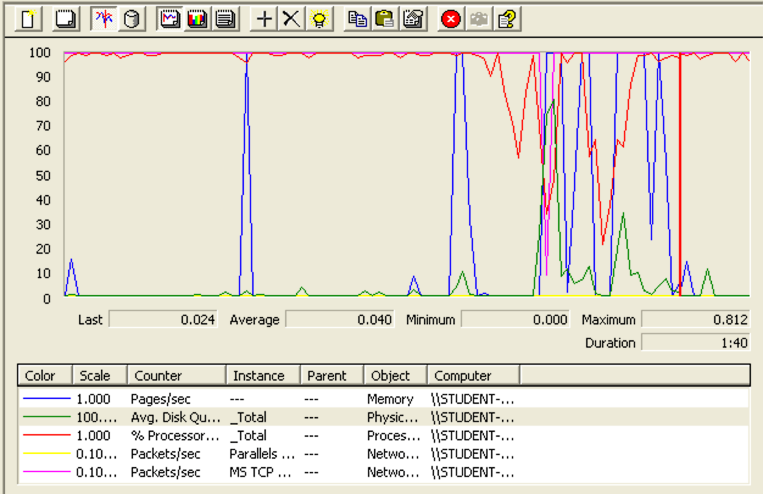 100
90
80
70
60
50
40
30
20
10
0
Last 0.024 Average 0.040 Minimum 0.000 Maximum 0.812
Duration 1:40
Color Scale Counter Instance Parent Object Computer
1.000 Pages/sec --- --- Memory \\STUDENT-...
100.... Avg. Disk Qu... _Total --- Physic... \\STUDENT-...
1.000 % Processor... _Total --- Proces... \\STUDENT-...
0.10... Packets/sec Parallels ... --- Netwo... \\STUDENT-...
0.10... Packets/sec MS TCP ... --- Netwo... \\STUDENT-...